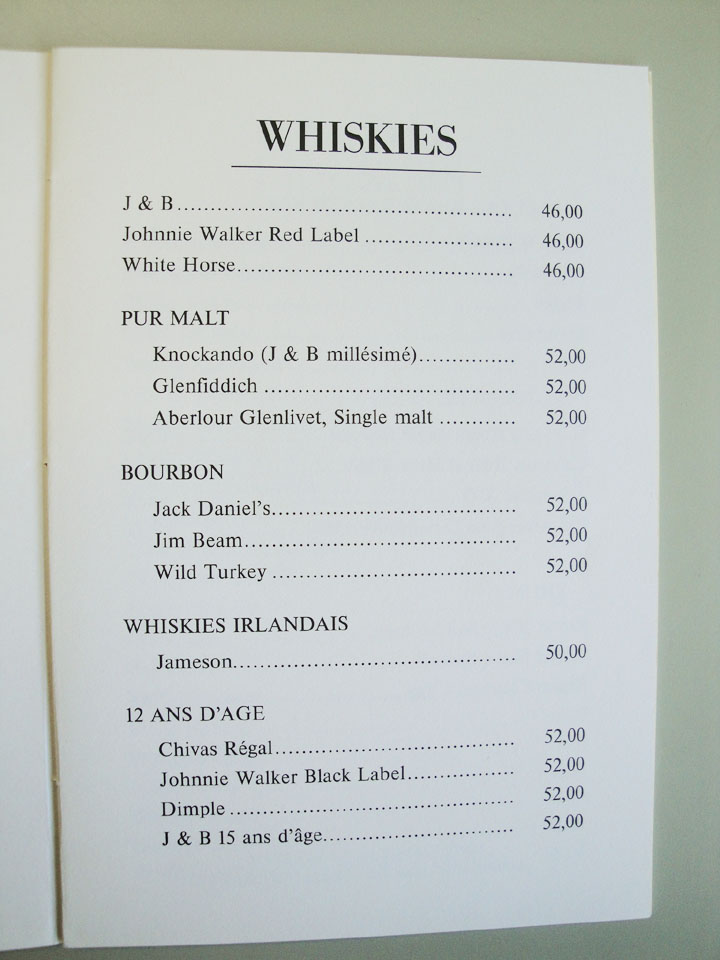 WHISKIES
J & B........................................................ 46,00
Johnnie Walker Red Label ........................ 46,00
White Horse.............................................. 46,00
PUR MALT
Knockando (J & B millésimé)............... 52,00
Glenfiddich ........................................ 52,00
Aberlour Glenlivet, Single malt ............ 52,00
BOURBON
Jack Daniel's....................................... 52,00
Jim Beam........................................... 52,00
Wild Turkey ....................................... 52,00
WHISKIES IRLANDAIS
Jameson............................................. 50,00
12 ANS D'AGE
Chivas Régal...................................... 52,00
Johnnie Walker Black Label................. 52,00
Dimple ............................................. 52,00
J & B 15 ans d'âge.............................. 52,00